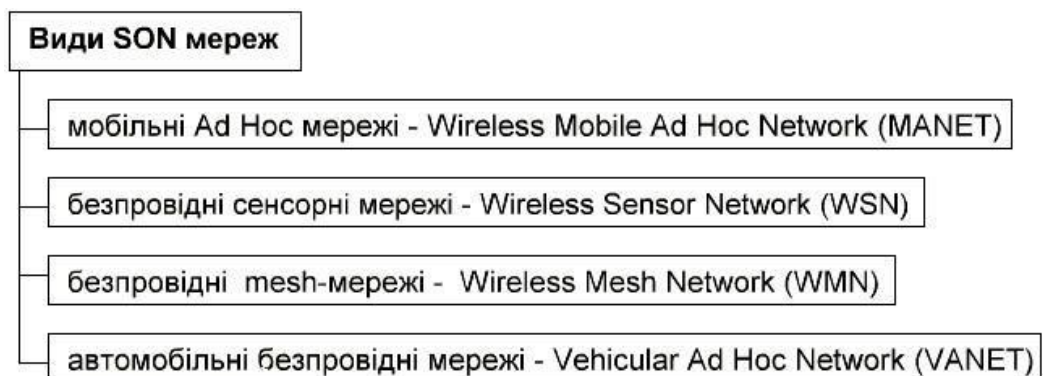 Види SON мереж
мобільні Ad Hoc мережі - Wireless Mobile Ad Hoc Network (MANET)
безпровідні сенсорні мережі - Wireless Sensor Network (WSN)
безпровідні mesh-мережі - Wireless Mesh Network (WMN)
автомобільні безпровідні мережі - Vehicular Ad Hoc Network (VANET)